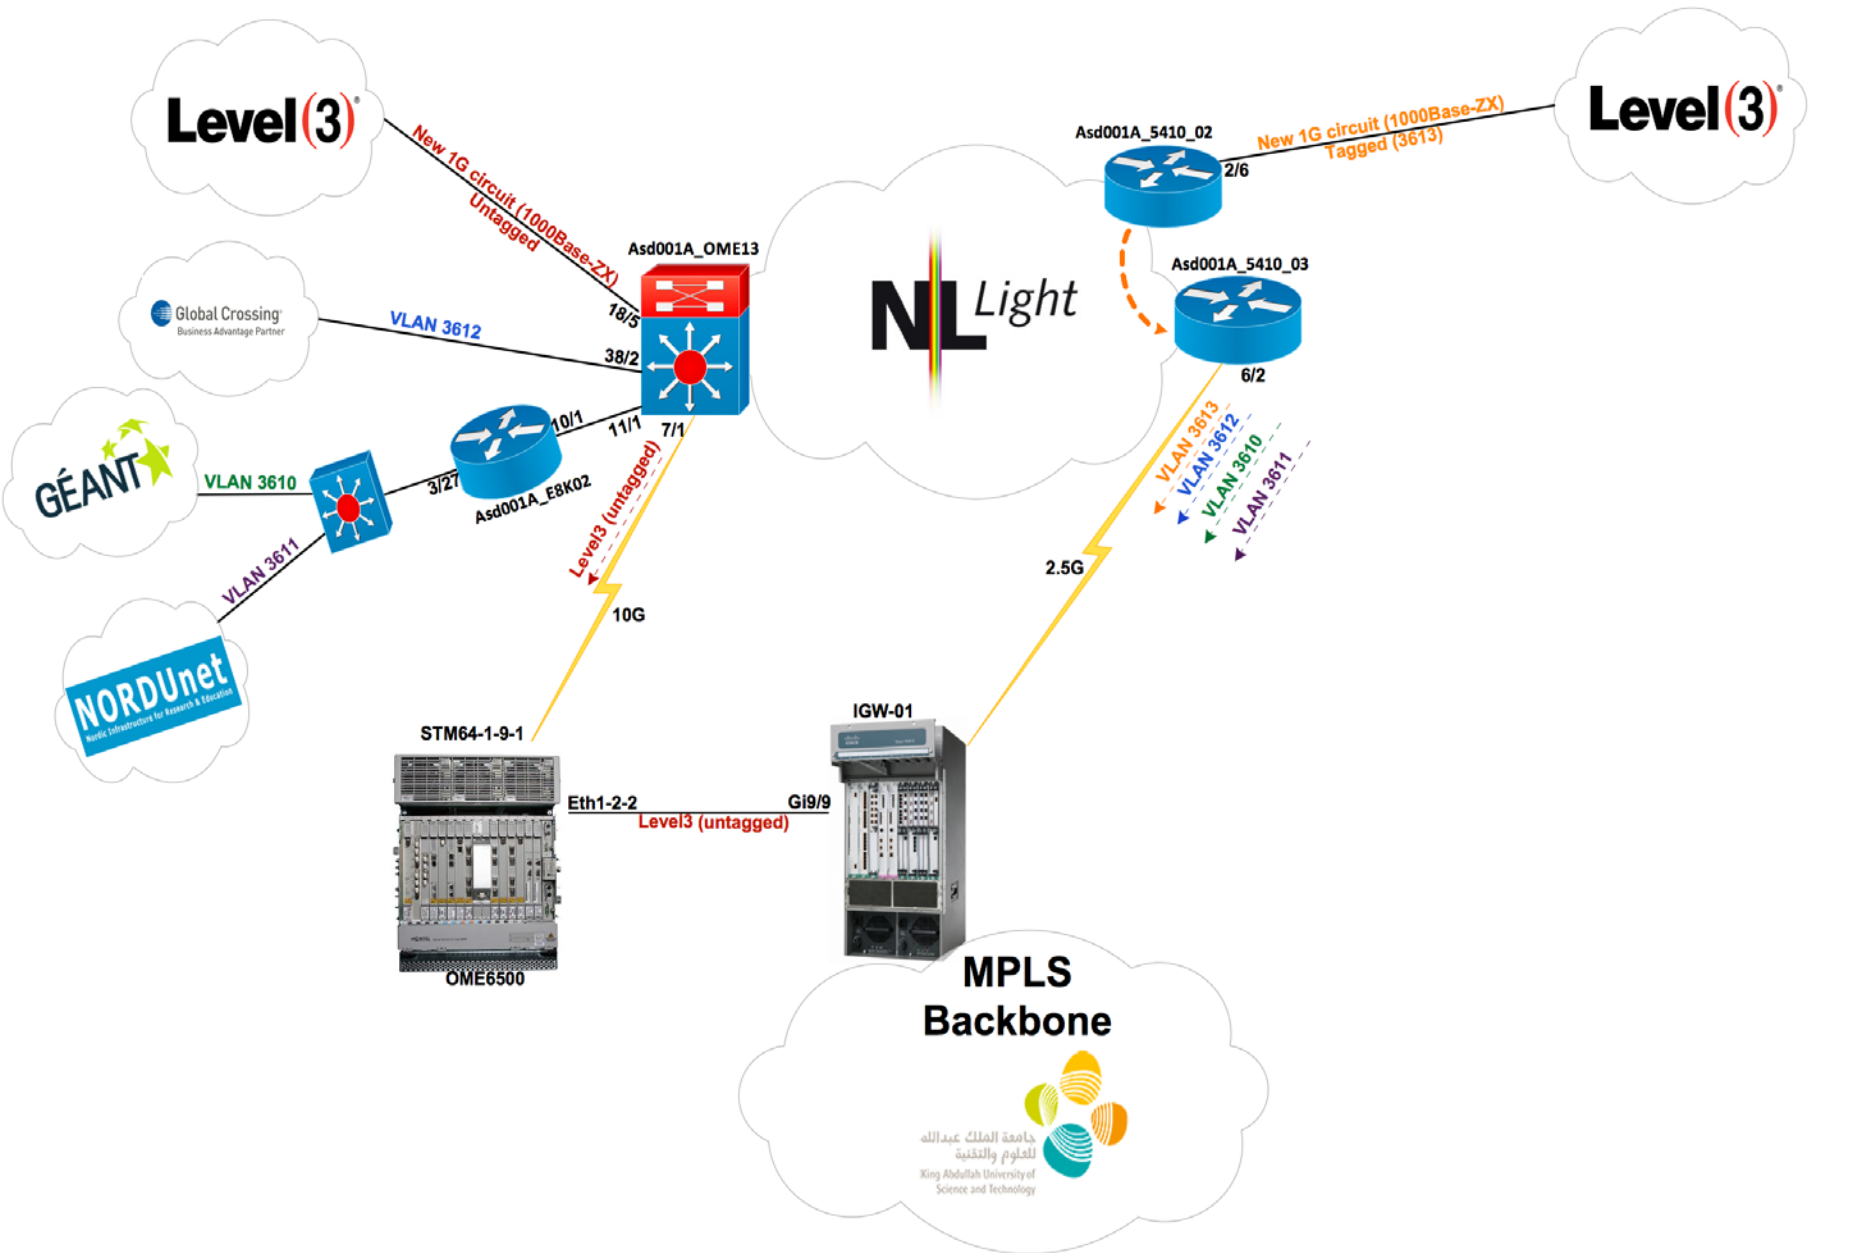 Level(3)®
Level(3)®
New 1G circuit (1000Base-ZX)
Untagged
Asd001A_5410_02
New 1G circuit (1000Base-ZX)
Tagged (3613)
2/6
Asd001A_OME13
Asd001A_5410_03
Global Crossing
Business Advantage Partner
VLAN 3612
18/5
38/2
NL Light
6/2
GÉANT
VLAN 3610
VLAN 3611
3/27
10/1
11/1
7/1
Asd001A_E8K02
Level3 (untagged)
10G
VLAN 3613
VLAN 3612
VLAN 3610
VLAN 3611
2.5G
NORDUnet
Nordic Infrastructure for Research & Education
STM64-1-9-1
IGW-01
Eth1-2-2
Gi9/9
Level3 (untagged)
OME6500
MPLS
Backbone
جامعة الملك عبدالله
للعلوم والتقنية
King Abdullah University of
Science and Technology